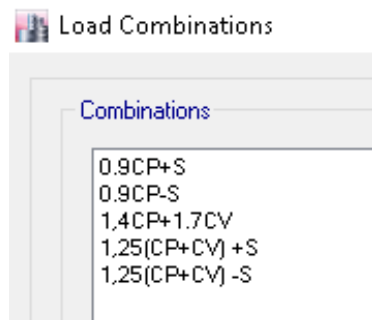 Load Combinations
Combinations
0.9CP+S
0.9CP-S
1,4CP+1.7CV
1,25(CP+CV) +S
1,25(CP+CV) -S